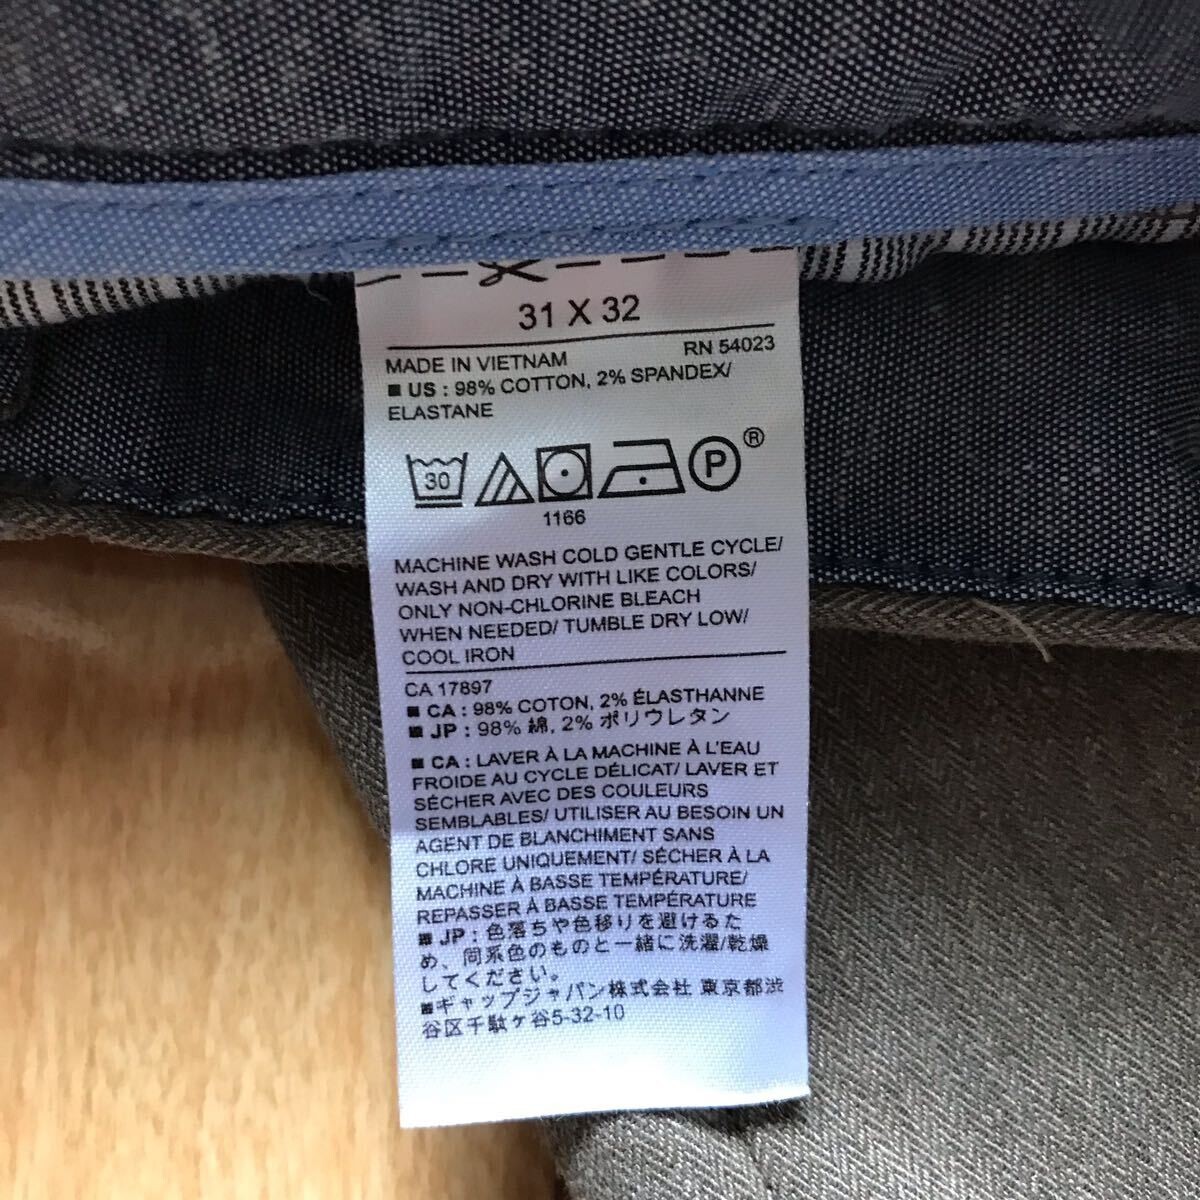 31 X 32
MADE IN VIETNAM RN 54023
■ US : 98% COTTON, 2% SPANDEX/
ELASTANE
30 P ®
1166
MACHINE WASH COLD GENTLE CYCLE/
WASH AND DRY WITH LIKE COLORS/
ONLY NON-CHLORINE BLEACH
WHEN NEEDED/ TUMBLE DRY LOW/
COOL IRON
CA 17897
■ CA : 98% COTON, 2% ÉLASTHANNE
■ JP : 98% 綿, 2% ポリウレタン
■ CA : LAVER À LA MACHINE À L'EAU
FROIDE AU CYCLE DÉLICAT/ LAVER ET
SÉCHER AVEC DES COULEURS
SEMBLABLES/ UTILISER AU BESOIN UN
AGENT DE BLANCHIMENT SANS
CHLORE UNIQUEMENT/ SÉCHER À LA
MACHINE À BASSE TEMPÉRATURE/
REPASSER À BASSE TEMPÉRATURE
■ JP : 色落ちや色移りを避けるた
め、同系色のものと一緒に洗濯/乾燥
してください。
■ギャップジャパン株式会社 東京都渋
谷区千駄ヶ谷5-32-10